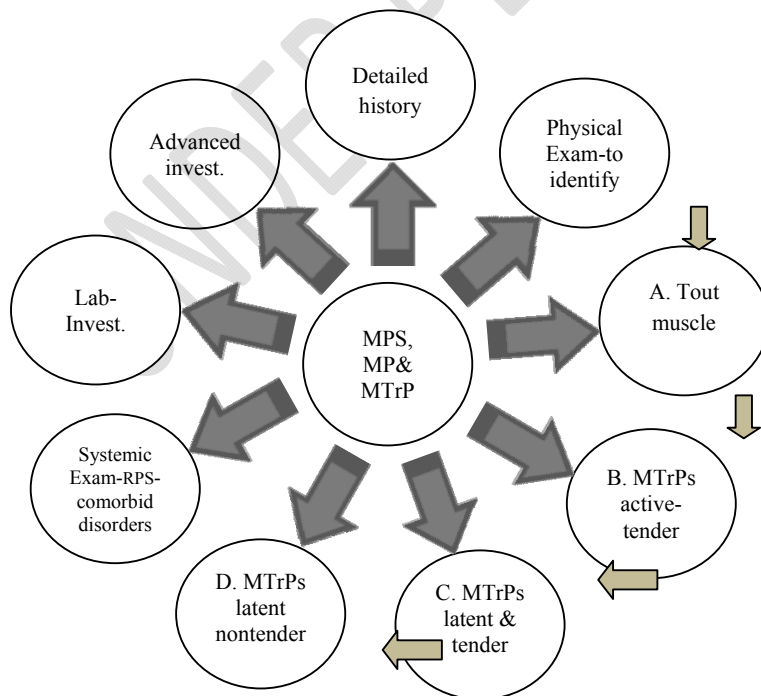 Detailed
history
Physical
Exam-to
identify
A. Tout
muscle
B. MTrPs
active-
tender
C. MTrPs
latent &
tender
D. MTrPs
latent
nontender
Systemic
Exam-RPS-
comorbid
disorders
Lab-
Invest.
Advanced
invest.
MPS,
MP&
MTrP